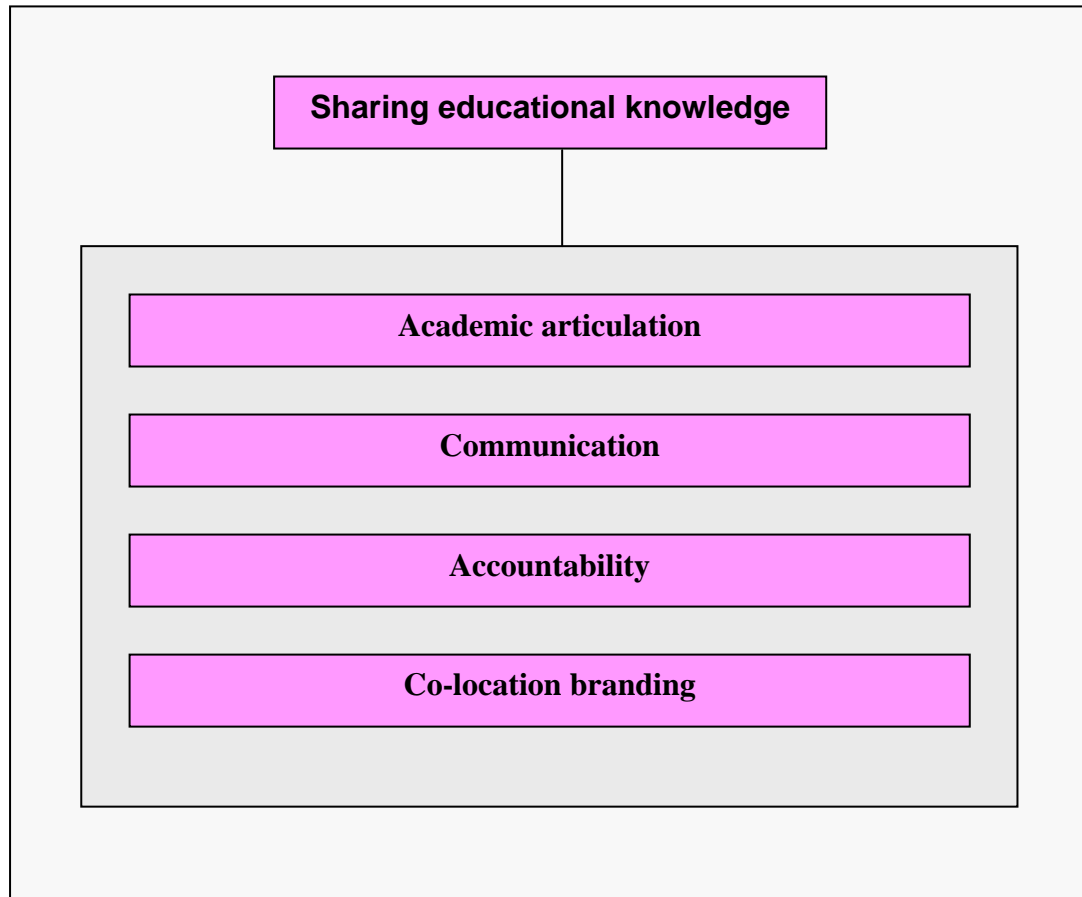 Sharing educational knowledge
Academic articulation
Communication
Accountability
Co-location branding